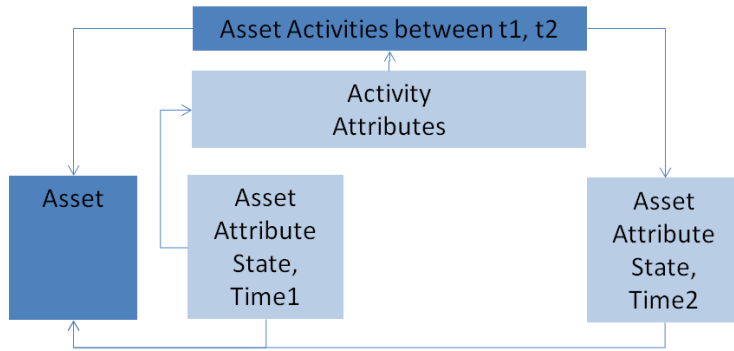 Asset Activities between t1, t2
Activity
Attributes
Asset
Asset
Attribute
State,
Time1
Asset
Attribute
State,
Time2